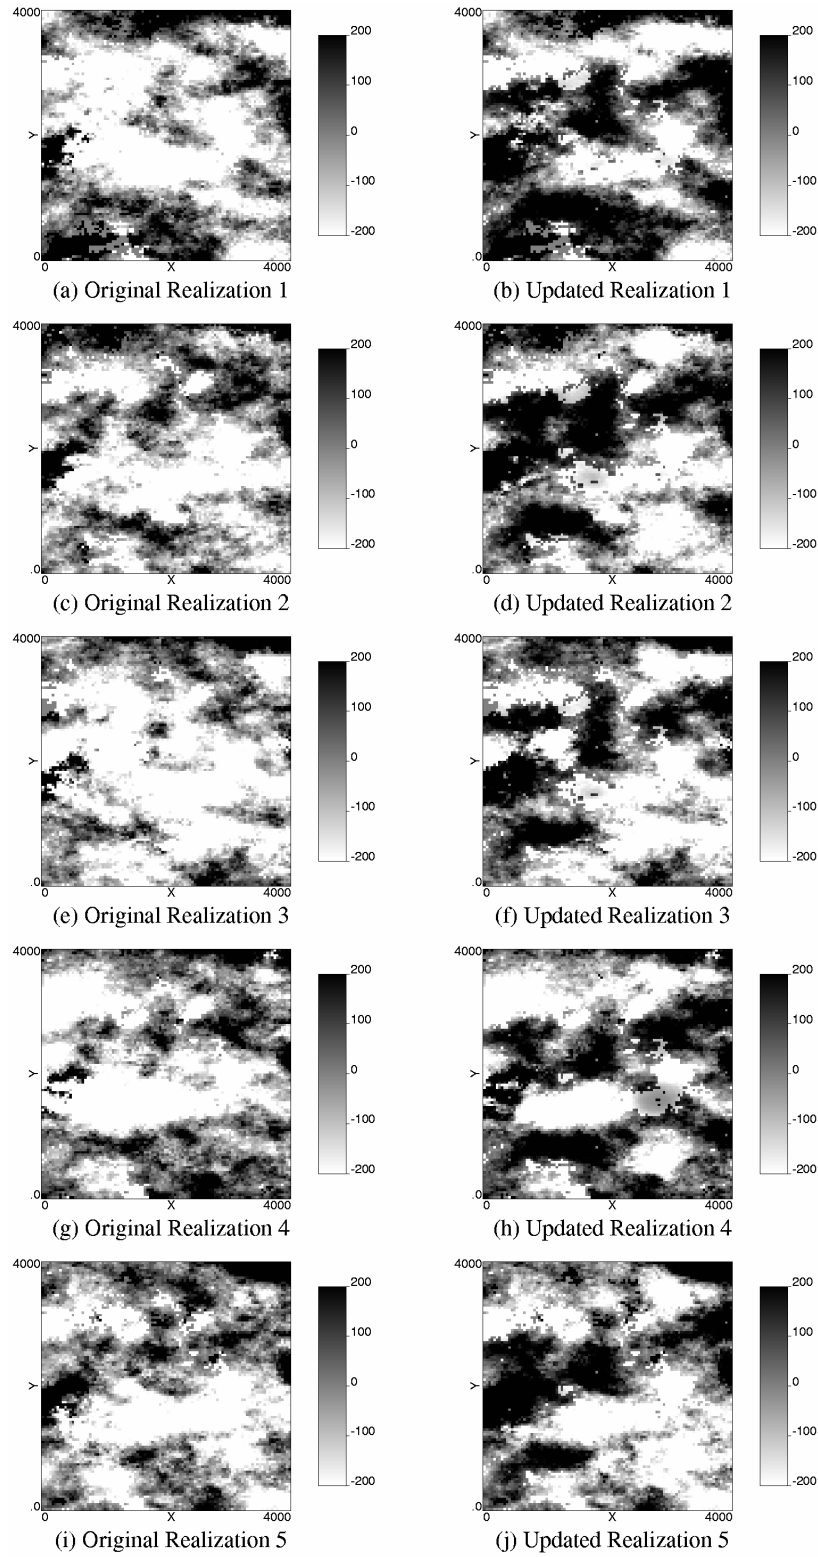 4000 200 4000 200
100 100
Y 0 Y 0
-100 -100
-200 -200
.0 .0
0 X 4000 0 X 4000
(a) Original Realization 1 (b) Updated Realization 1
4000 200 4000 200
100 100
Y 0 Y 0
-100 -100
-200 -200
.0 .0
0 X 4000 0 X 4000
(c) Original Realization 2 (d) Updated Realization 2
4000 200 4000 200
100 100
Y 0 Y 0
-100 -100
-200 -200
.0 .0
0 X 4000 0 X 4000
(e) Original Realization 3 (f) Updated Realization 3
4000 200 4000 200
100 100
Y 0 Y 0
-100 -100
-200 -200
.0 .0
0 X 4000 0 X 4000
(g) Original Realization 4 (h) Updated Realization 4
4000 200 4000 200
100 100
Y 0 Y 0
-100 -100
-200 -200
.0 .0
0 X 4000 0 X 4000
(i) Original Realization 5 (j) Updated Realization 5